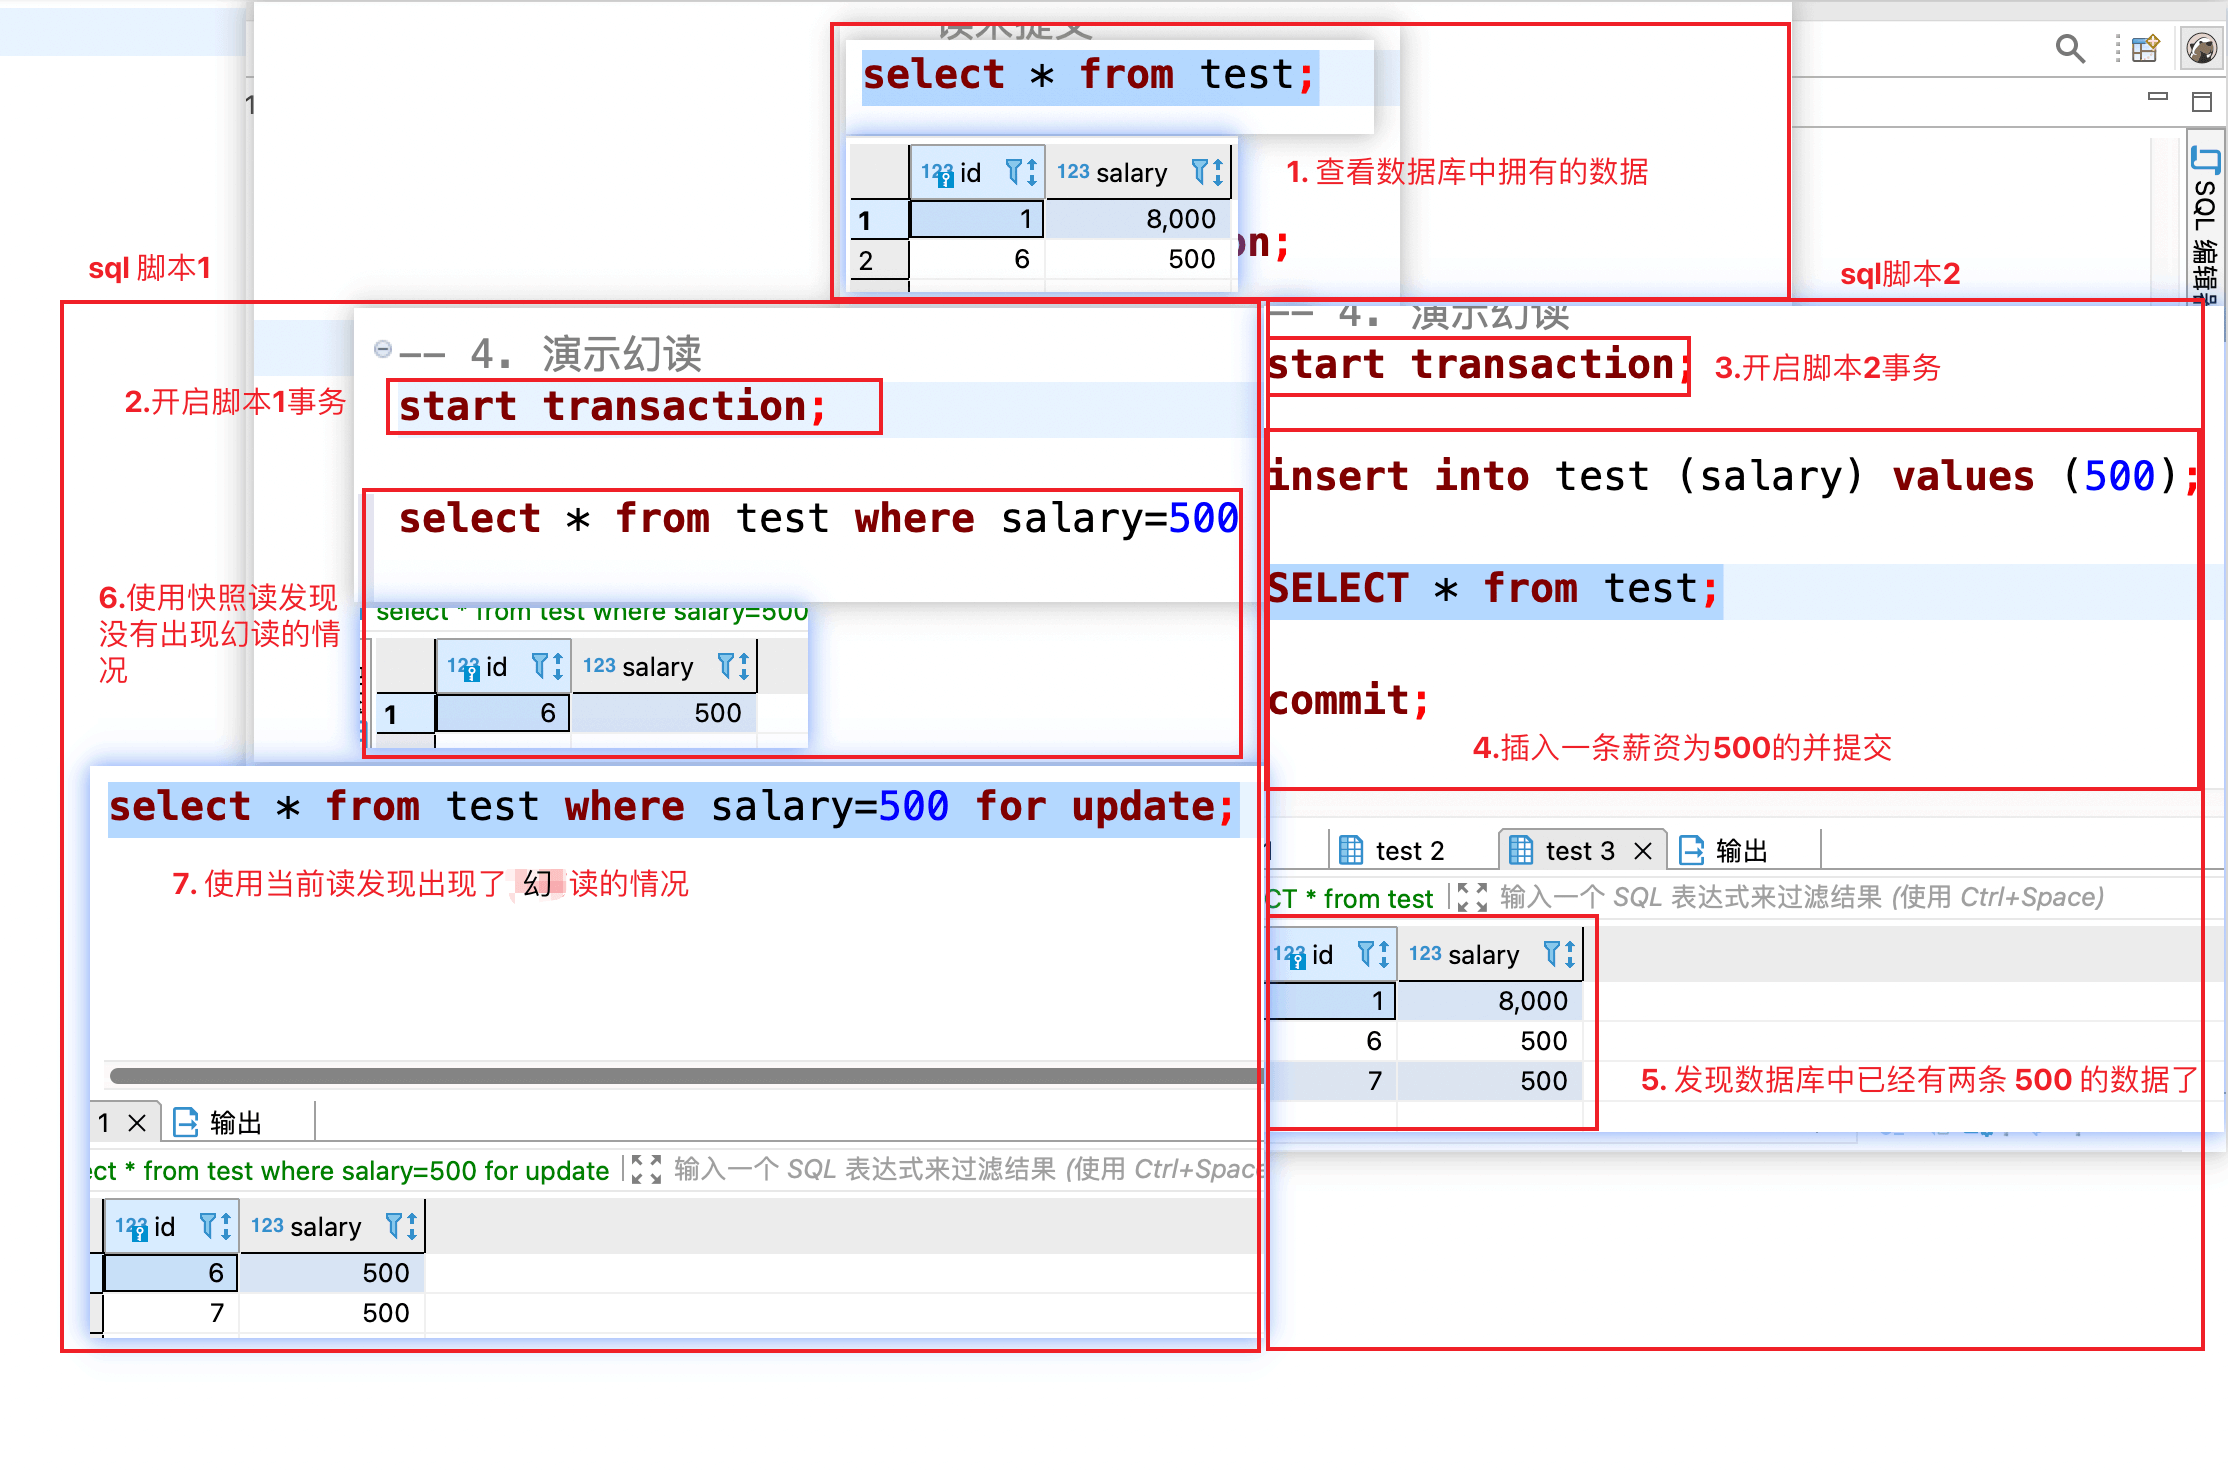 select * from test;
id salary
1 1 8,000
2 6 500
1. 查看数据库中拥有的数据
on;
sql 脚本1
sql脚本2
SQL 编辑器
-- 4. 演示幻读
start transaction;
2.开启脚本1事务
select * from test where salary=500
6.使用快照读发现
没有出现幻读的情
况
select * from test where salary=500
id salary
1 6 500
select * from test where salary=500 for update;
7. 使用当前读发现出现了 幻 读的情况
1 输出
ect * from test where salary=500 for update 输入一个 SQL 表达式来过滤结果 (使用 Ctrl+Space
123 id 123 salary
6 500
7 500
-- 4. 演示幻读
start transaction;
3.开启脚本2事务
insert into test (salary) values (500);
SELECT * from test;
commit;
4.插入一条薪资为500的并提交
test 2 test 3 输出
CT * from test 输入一个 SQL 表达式来过滤结果 (使用 Ctrl+Space)
123 id 123 salary
1 8,000
6 500
7 500
5. 发现数据库中已经有两条 500 的数据了